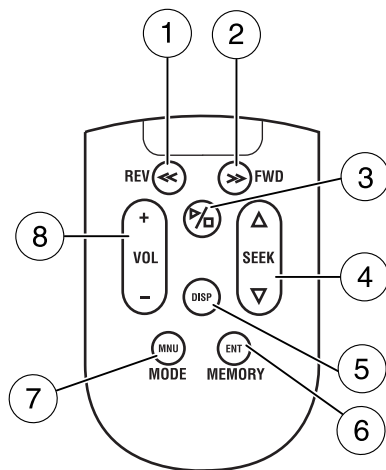 1 2
REV << >> FWD
3
+ 
8 VOL SEEK
4
−
DISP
5
MNU ENT
7 MODE MEMORY 6